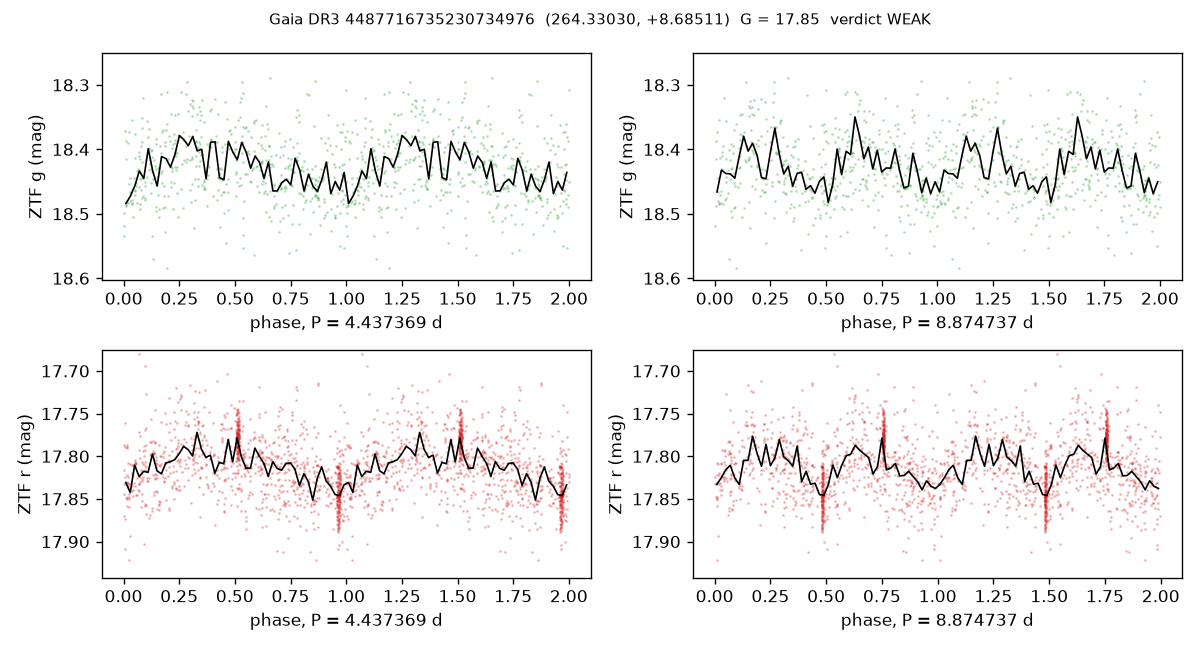 Gaia DR3 4487716735230734976 (264.33030, +8.68511) G = 17.85 verdict WEAK
ZTF g (mag)
18.3
18.4
18.5
18.6
0.00 0.25 0.50 0.75 1.00 1.25 1.50 1.75 2.00
phase, P = 4.437369 d
ZTF g (mag)
18.3
18.4
18.5
18.6
0.00 0.25 0.50 0.75 1.00 1.25 1.50 1.75 2.00
phase, P = 8.874737 d
ZTF r (mag)
17.70
17.75
17.80
17.85
17.90
0.00 0.25 0.50 0.75 1.00 1.25 1.50 1.75 2.00
phase, P = 4.437369 d
ZTF r (mag)
17.70
17.75
17.80
17.85
17.90
0.00 0.25 0.50 0.75 1.00 1.25 1.50 1.75 2.00
phase, P = 8.874737 d